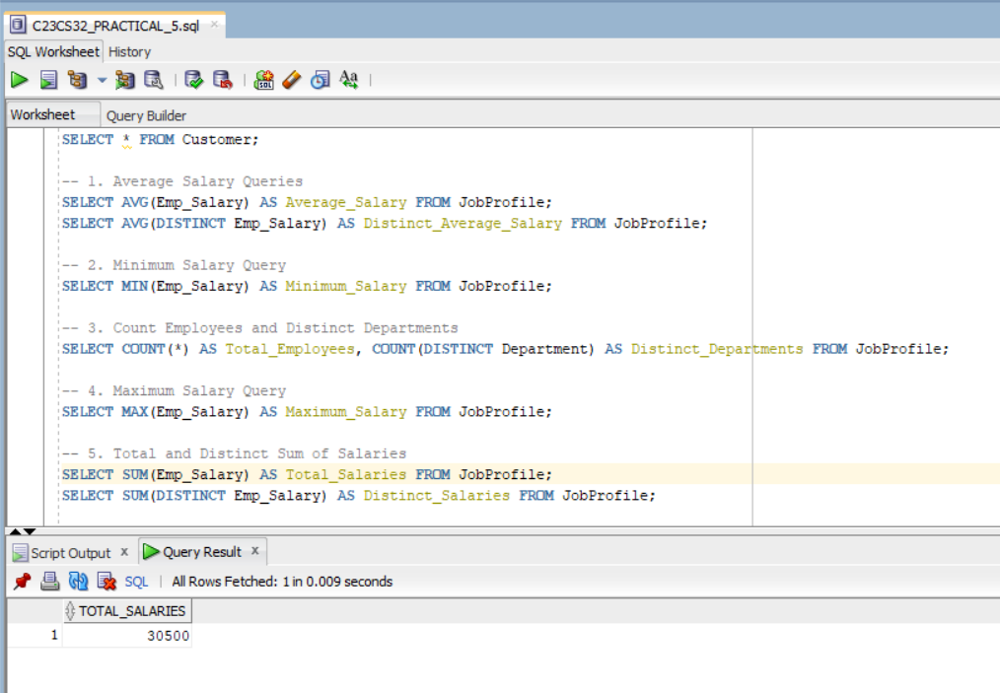 C23CS32_PRACTICAL_5.sql ×
SQL Worksheet History
Worksheet Query Builder
SELECT * FROM Customer;
-- 1. Average Salary Queries
SELECT AVG(Emp_Salary) AS Average_Salary FROM JobProfile;
SELECT AVG(DISTINCT Emp_Salary) AS Distinct_Average_Salary FROM JobProfile;
-- 2. Minimum Salary Query
SELECT MIN(Emp_Salary) AS Minimum_Salary FROM JobProfile;
-- 3. Count Employees and Distinct Departments
SELECT COUNT(*) AS Total_Employees, COUNT(DISTINCT Department) AS Distinct_Departments FROM JobProfile;
-- 4. Maximum Salary Query
SELECT MAX(Emp_Salary) AS Maximum_Salary FROM JobProfile;
-- 5. Total and Distinct Sum of Salaries
SELECT SUM(Emp_Salary) AS Total_Salaries FROM JobProfile;
SELECT SUM(DISTINCT Emp_Salary) AS Distinct_Salaries FROM JobProfile;
Script Output x Query Result x
SQL | All Rows Fetched: 1 in 0.009 seconds
TOTAL_SALARIES
1 30500